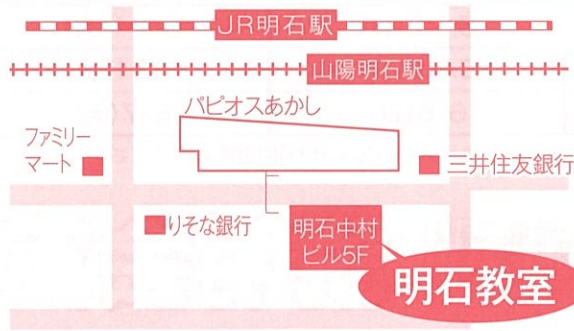 JR明石駅
山陽明石駅
パピオスあかし
ファミリー
マート
三井住友銀行
りそな銀行
明石中村
ビル5F
明石教室